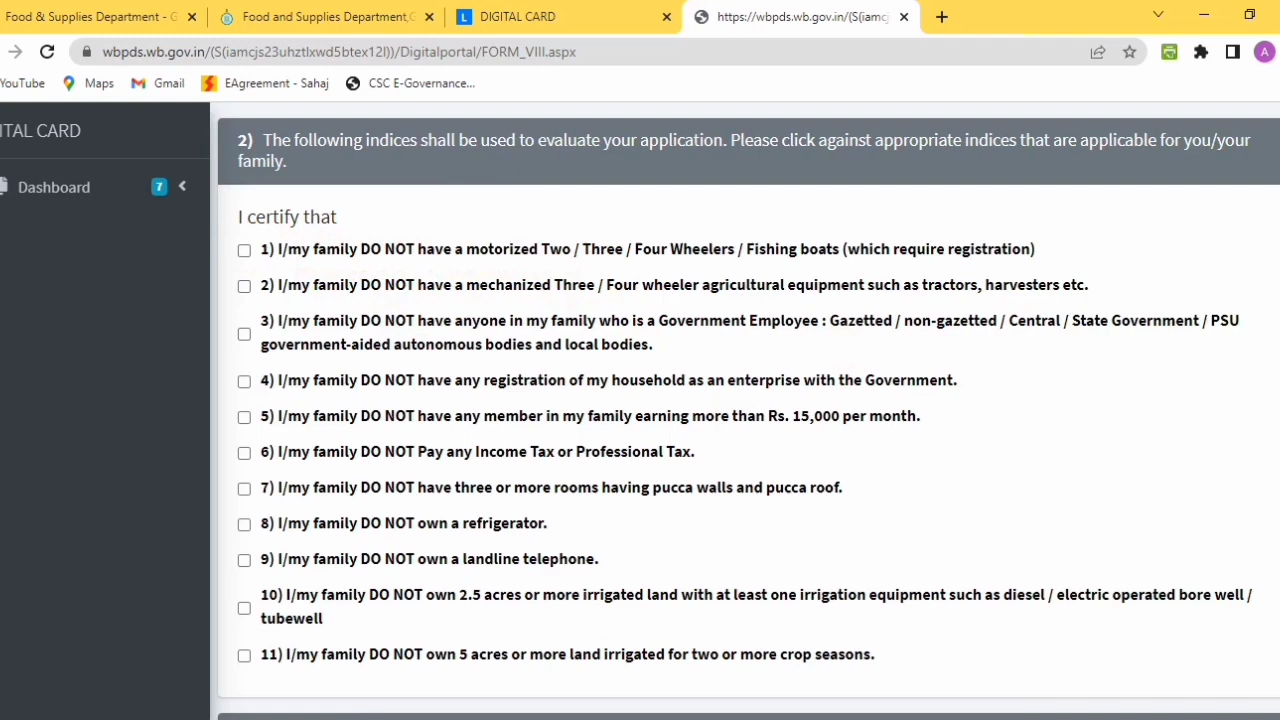 Food & Supplies Department - G
Food and Supplies Department,G
L DIGITAL CARD
https://wbpds.wb.gov.in/(S(iamcj
wbpds.wb.gov.in/(S(iamcjs23uhztlxwd5btex12l))/Digitalportal/FORM_VIII.aspx
A
YouTube
Maps
Gmail
EAgreement - Sahaj
CSC E-Governance...
ITAL CARD
Dashboard 7
2) The following indices shall be used to evaluate your application. Please click against appropriate indices that are applicable for you/your
family.
I certify that
1) I/my family DO NOT have a motorized Two / Three / Four Wheelers / Fishing boats (which require registration)
2) I/my family DO NOT have a mechanized Three / Four wheeler agricultural equipment such as tractors, harvesters etc.
3) I/my family DO NOT have anyone in my family who is a Government Employee : Gazetted / non-gazetted / Central / State Government / PSU
government-aided autonomous bodies and local bodies.
4) I/my family DO NOT have any registration of my household as an enterprise with the Government.
5) I/my family DO NOT have any member in my family earning more than Rs. 15,000 per month.
6) I/my family DO NOT Pay any Income Tax or Professional Tax.
7) I/my family DO NOT have three or more rooms having pucca walls and pucca roof.
8) I/my family DO NOT own a refrigerator.
9) I/my family DO NOT own a landline telephone.
10) I/my family DO NOT own 2.5 acres or more irrigated land with at least one irrigation equipment such as diesel / electric operated bore well /
tubewell
11) I/my family DO NOT own 5 acres or more land irrigated for two or more crop seasons.